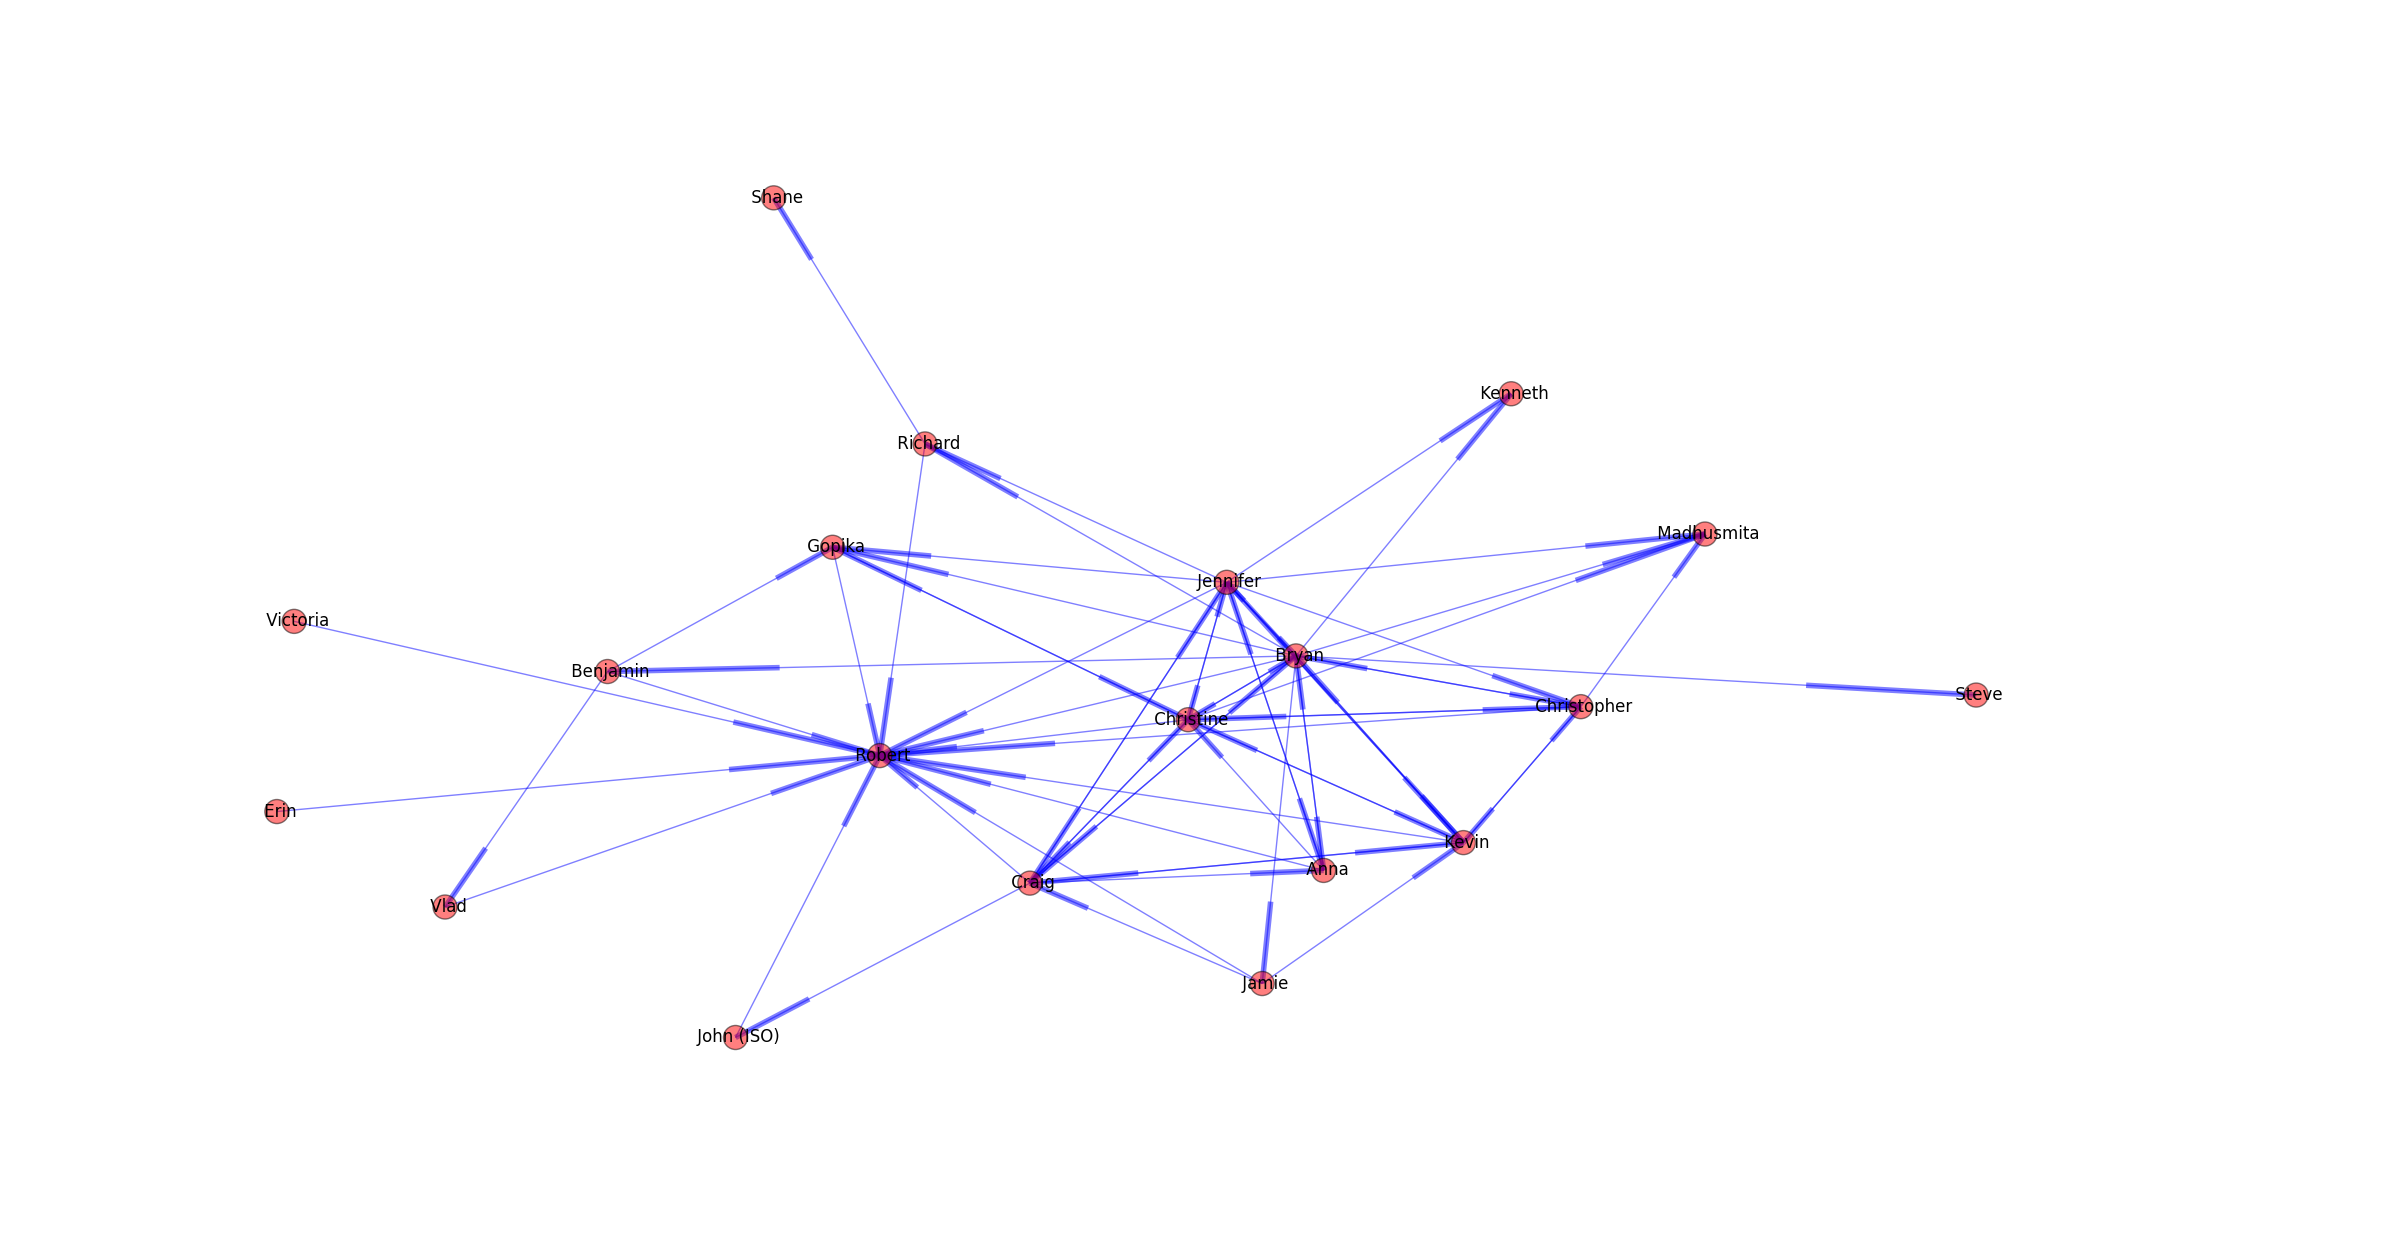 Shane
Kenneth
Richard
Madhusmita
Gopika
Jennifer
Victoria
Bryan
Benjamin
Steve
Christopher
Christine
Robert
Erin
Kevin
Anna
Craig
Vlad
Jamie
John (ISO)